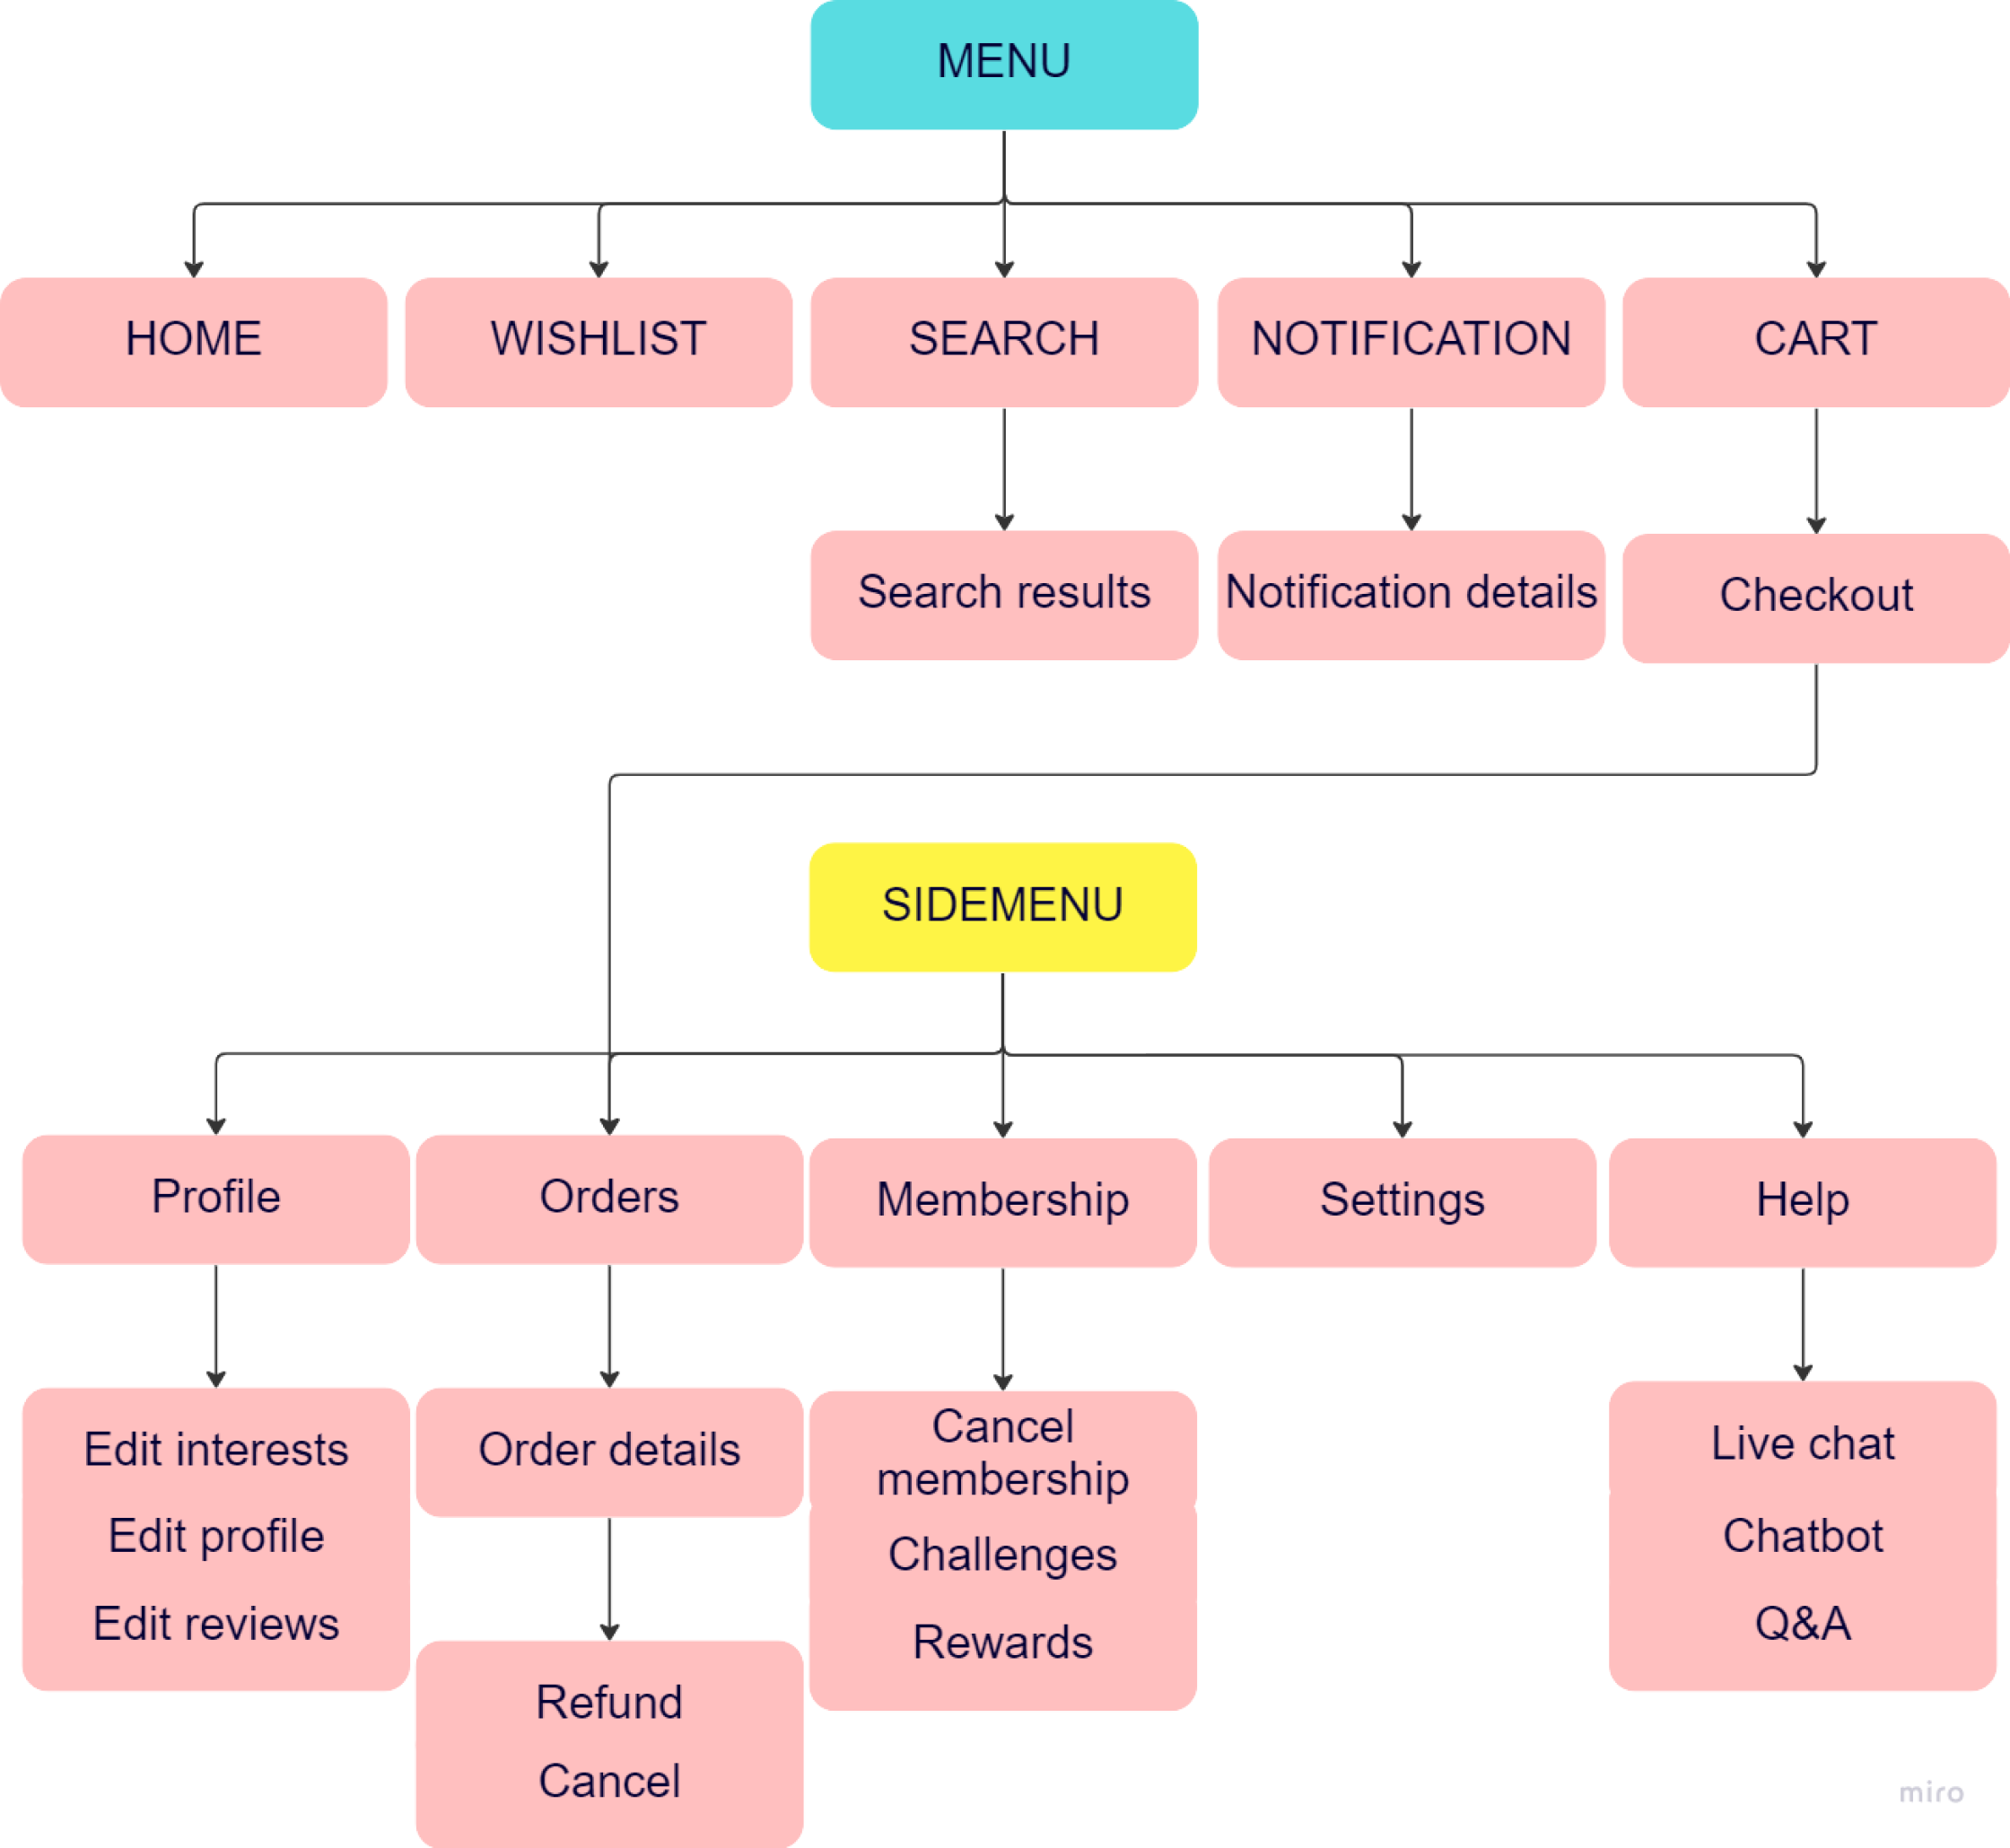 MENU
HOME
WISHLIST
SEARCH
NOTIFICATION
CART
Search results
Notification details
Checkout
SIDEMENU
Profile
Orders
Membership
Settings
Help
Edit interests
Edit profile
Edit reviews
Order details
Refund
Cancel
Cancel
membership
Challenges
Rewards
Live chat
Chatbot
Q&A
miro